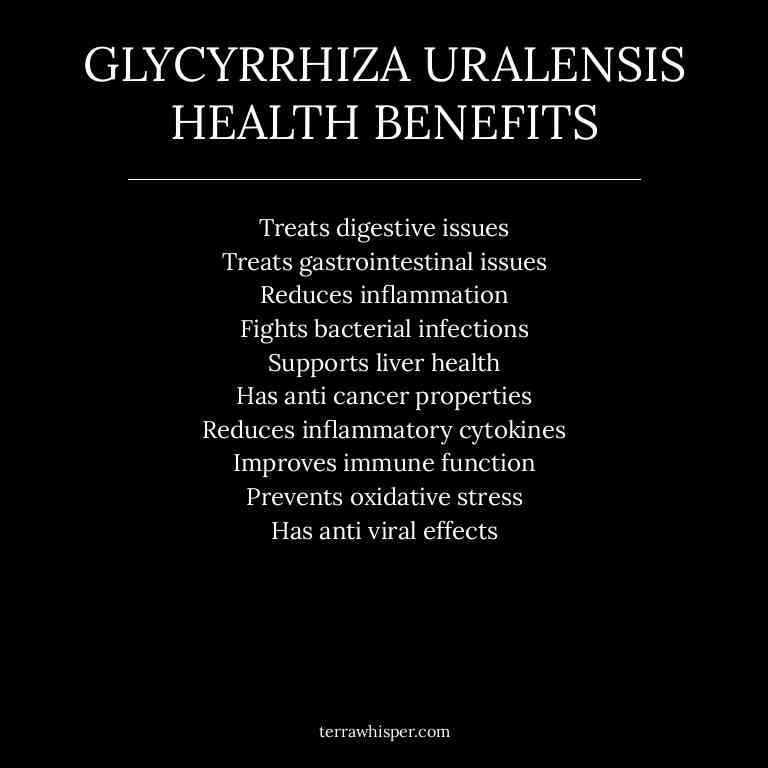 GLYCYRRHIZA URALENSIS
HEALTH BENEFITS
Treats digestive issues
Treats gastrointestinal issues
Reduces inflammation
Fights bacterial infections
Supports liver health
Has anti cancer properties
Reduces inflammatory cytokines
Improves immune function
Prevents oxidative stress
Has anti viral effects
terrawhisper.com